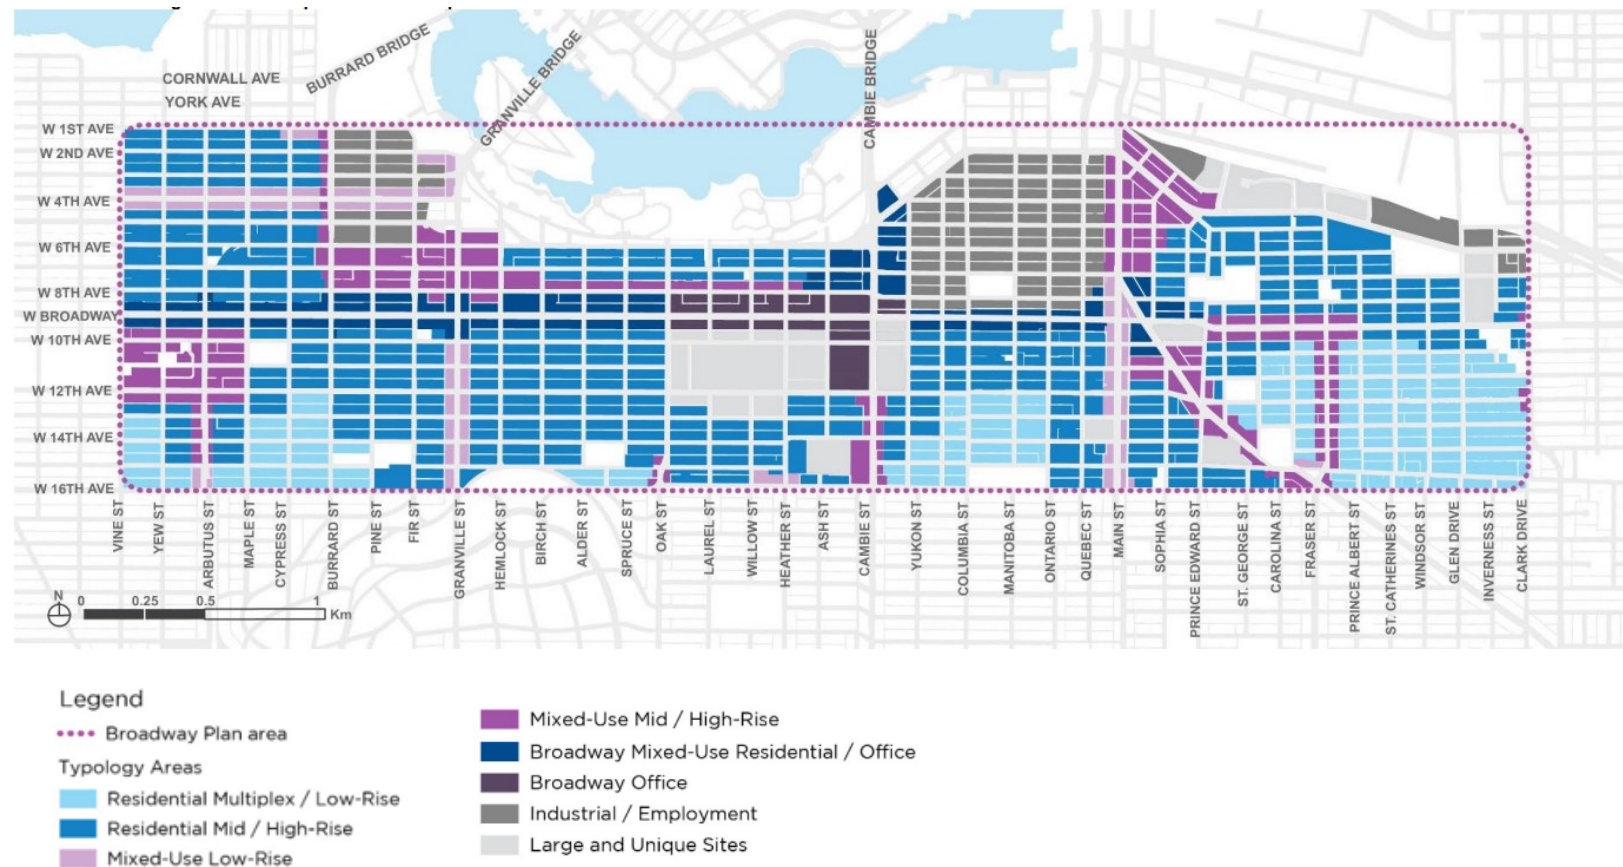 CORNWALL AVE
YORK AVE
BURRARD BRIDGE
GRANVILLE BRIDGE
CAMBIE BRIDGE
W 1ST AVE
W 2ND AVE
W 4TH AVE
W 6TH AVE
W 8TH AVE
W BROADWAY
W 10TH AVE
W 12TH AVE
W 14TH AVE
W 16TH AVE
VINE ST
YEW ST
ARBUTUS ST
MAPLE ST
CYPRESS ST
BURRARD ST
PINE ST
FIR ST
GRANVILLE ST
HEMLOCK ST
BIRCH ST
ALDER ST
SPRUCE ST
OAK ST
LAUREL ST
WILLOW ST
HEATHER ST
ASH ST
CAMBIE ST
YUKON ST
COLUMBIA ST
MANITOBA ST
ONTARIO ST
QUEBEC ST
MAIN ST
SOPHIA ST
PRINCE EDWARD ST
ST. GEORGE ST
CAROLINA ST
FRASER ST
PRINCE ALBERT ST
ST. CATHERINES ST
WINDSOR ST
GLEN DRIVE
INVERNESS ST
CLARK DRIVE
N
0 0.25 0.5 1
Km
Legend
Broadway Plan area
Typology Areas
Residential Multiplex / Low-Rise
Residential Mid / High-Rise
Mixed-Use Low-Rise
Mixed-Use Mid / High-Rise
Broadway Mixed-Use Residential / Office
Broadway Office
Industrial / Employment
Large and Unique Sites